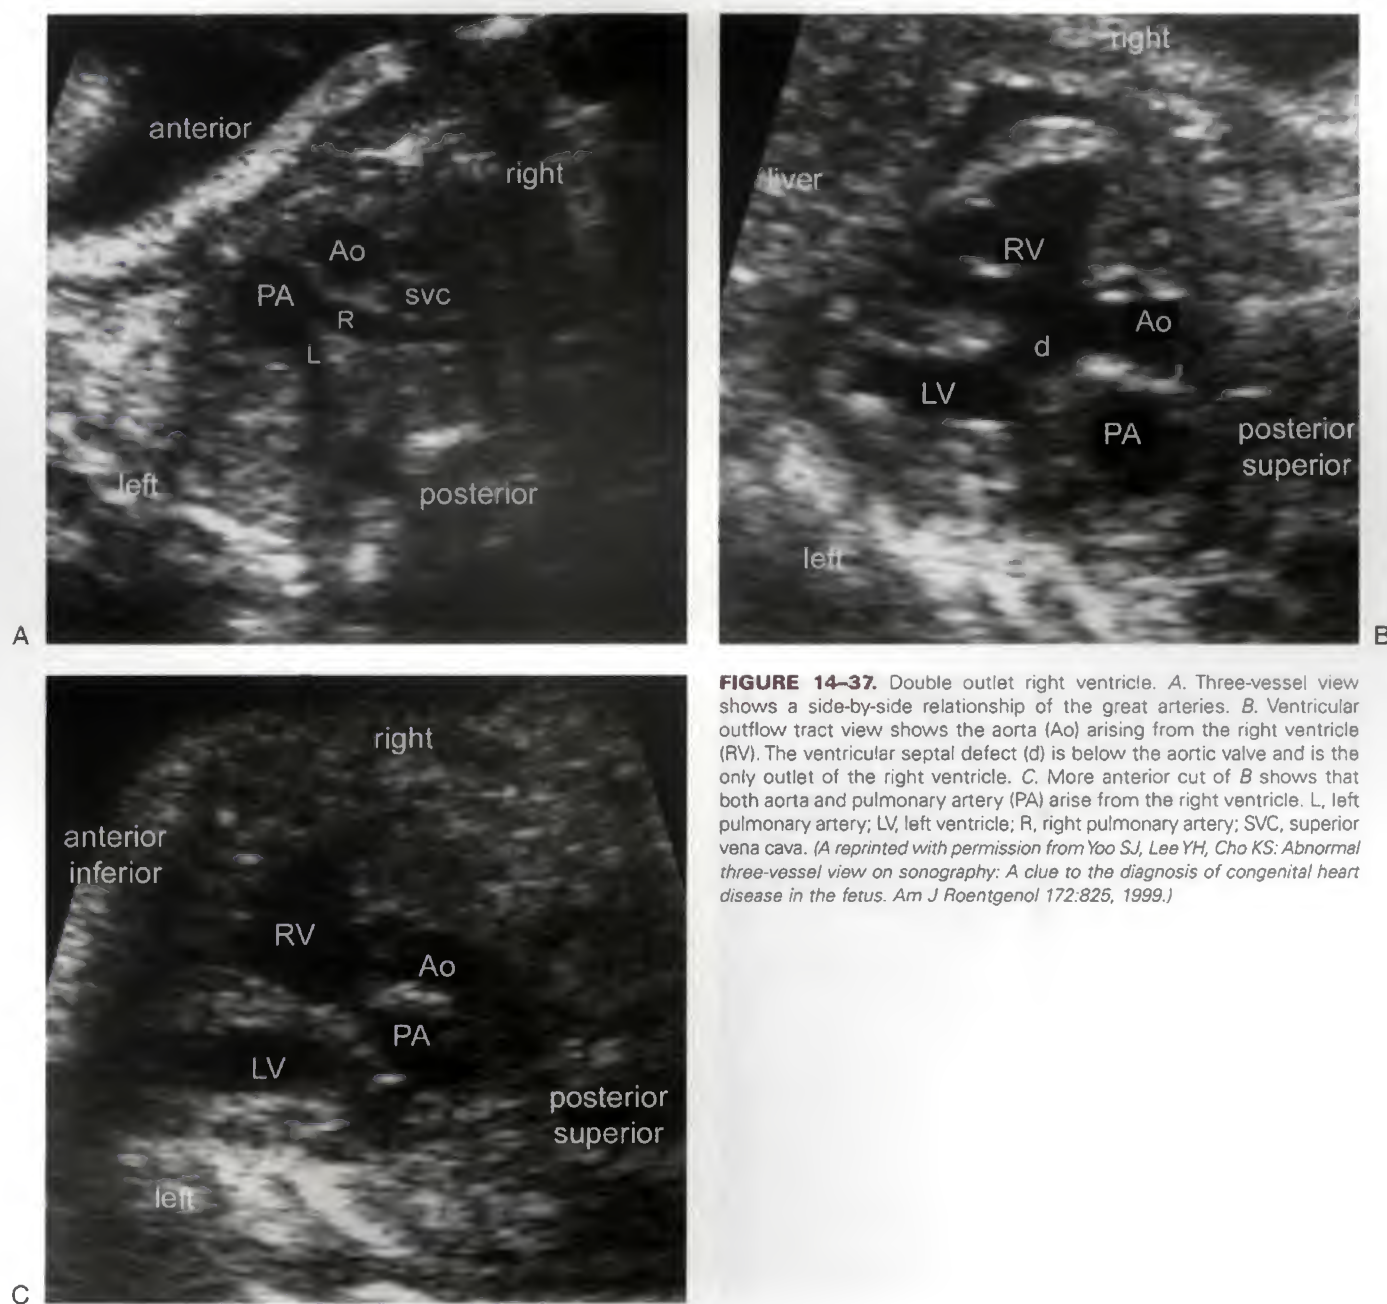 anterior
right
Ao
PA
svc
R
L
left
posterior
A
right
liver
RV
Ao
d
LV
PA
posterior
superior
left
B
FIGURE 14–37. Double outlet right ventricle. A. Three-vessel view
shows a side-by-side relationship of the great arteries. B. Ventricular
outflow tract view shows the aorta (Ao) arising from the right ventricle
(RV). The ventricular septal defect (d) is below the aortic valve and is the
only outlet of the right ventricle. C. More anterior cut of B shows that
both aorta and pulmonary artery (PA) arise from the right ventricle. L, left
pulmonary artery; LV, left ventricle; R, right pulmonary artery; SVC, superior
vena cava. (A reprinted with permission from Yoo SJ, Lee YH, Cho KS: Abnormal
three-vessel view on sonography: A clue to the diagnosis of congenital heart
disease in the fetus. Am J Roentgenol 172:825, 1999.)
right
anterior
inferior
RV
Ao
PA
LV
posterior
superior
left
C